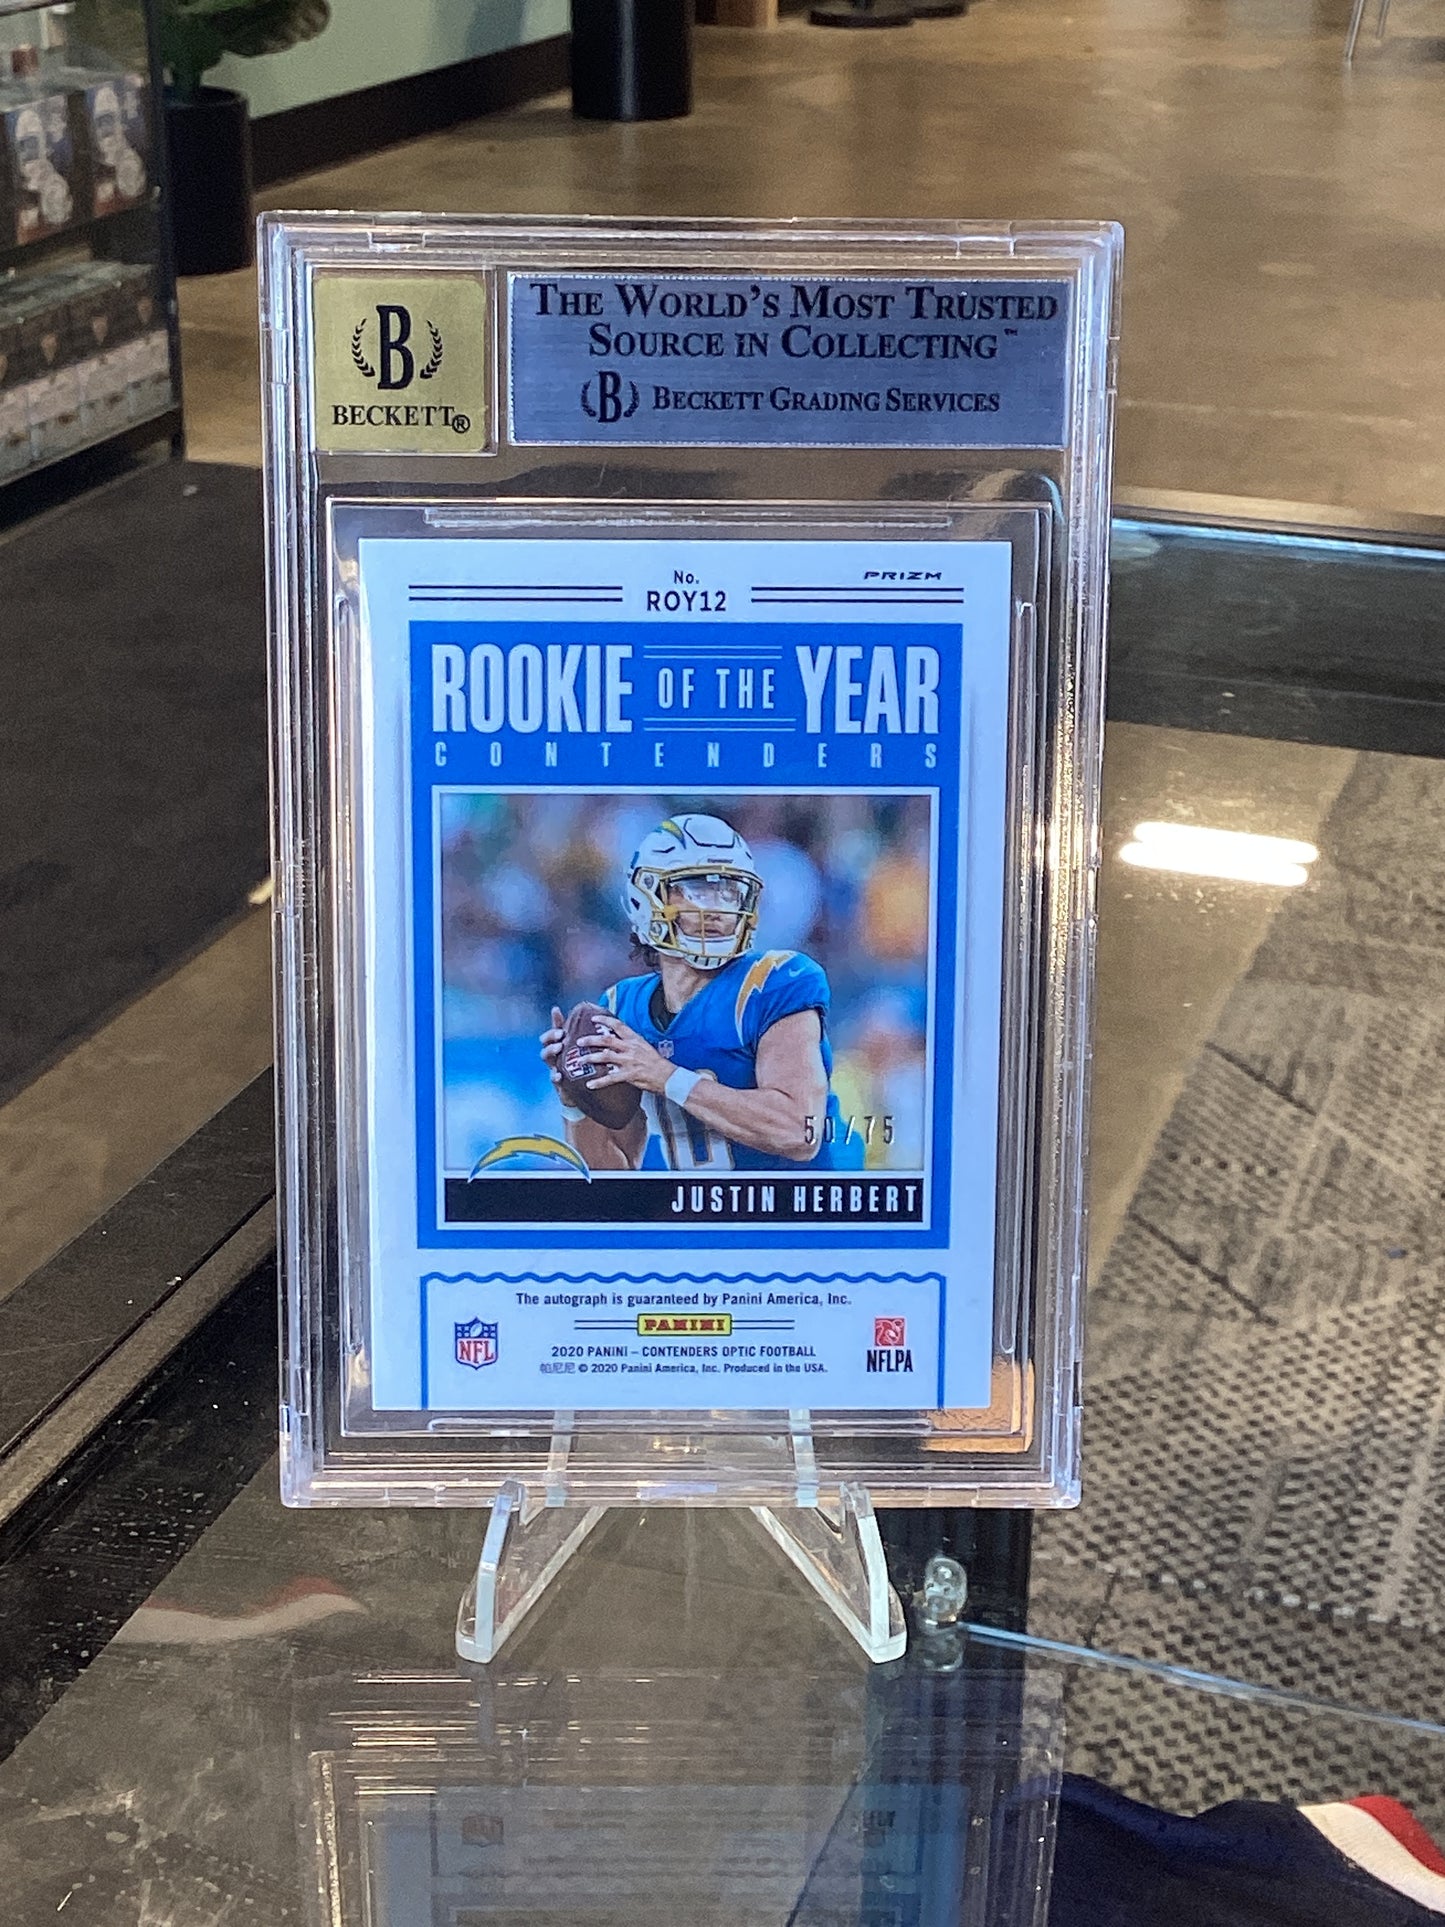 THE WORLD'S MOST TRUSTED
SOURCE IN COLLECTING™
B
BECKETT®
B BECKETT GRADING SERVICES
No.
ROY12
PRIZM
ROOKIE OF THE YEAR
CONTENDERS
50/75
JUSTIN HERBERT
The autograph is guaranteed by Panini America, Inc.
PANINI
NFL
NFLPA
2020 PANINI – CONTENDERS OPTIC FOOTBALL
帕尼尼 © 2020 Panini America, Inc. Produced in the USA.